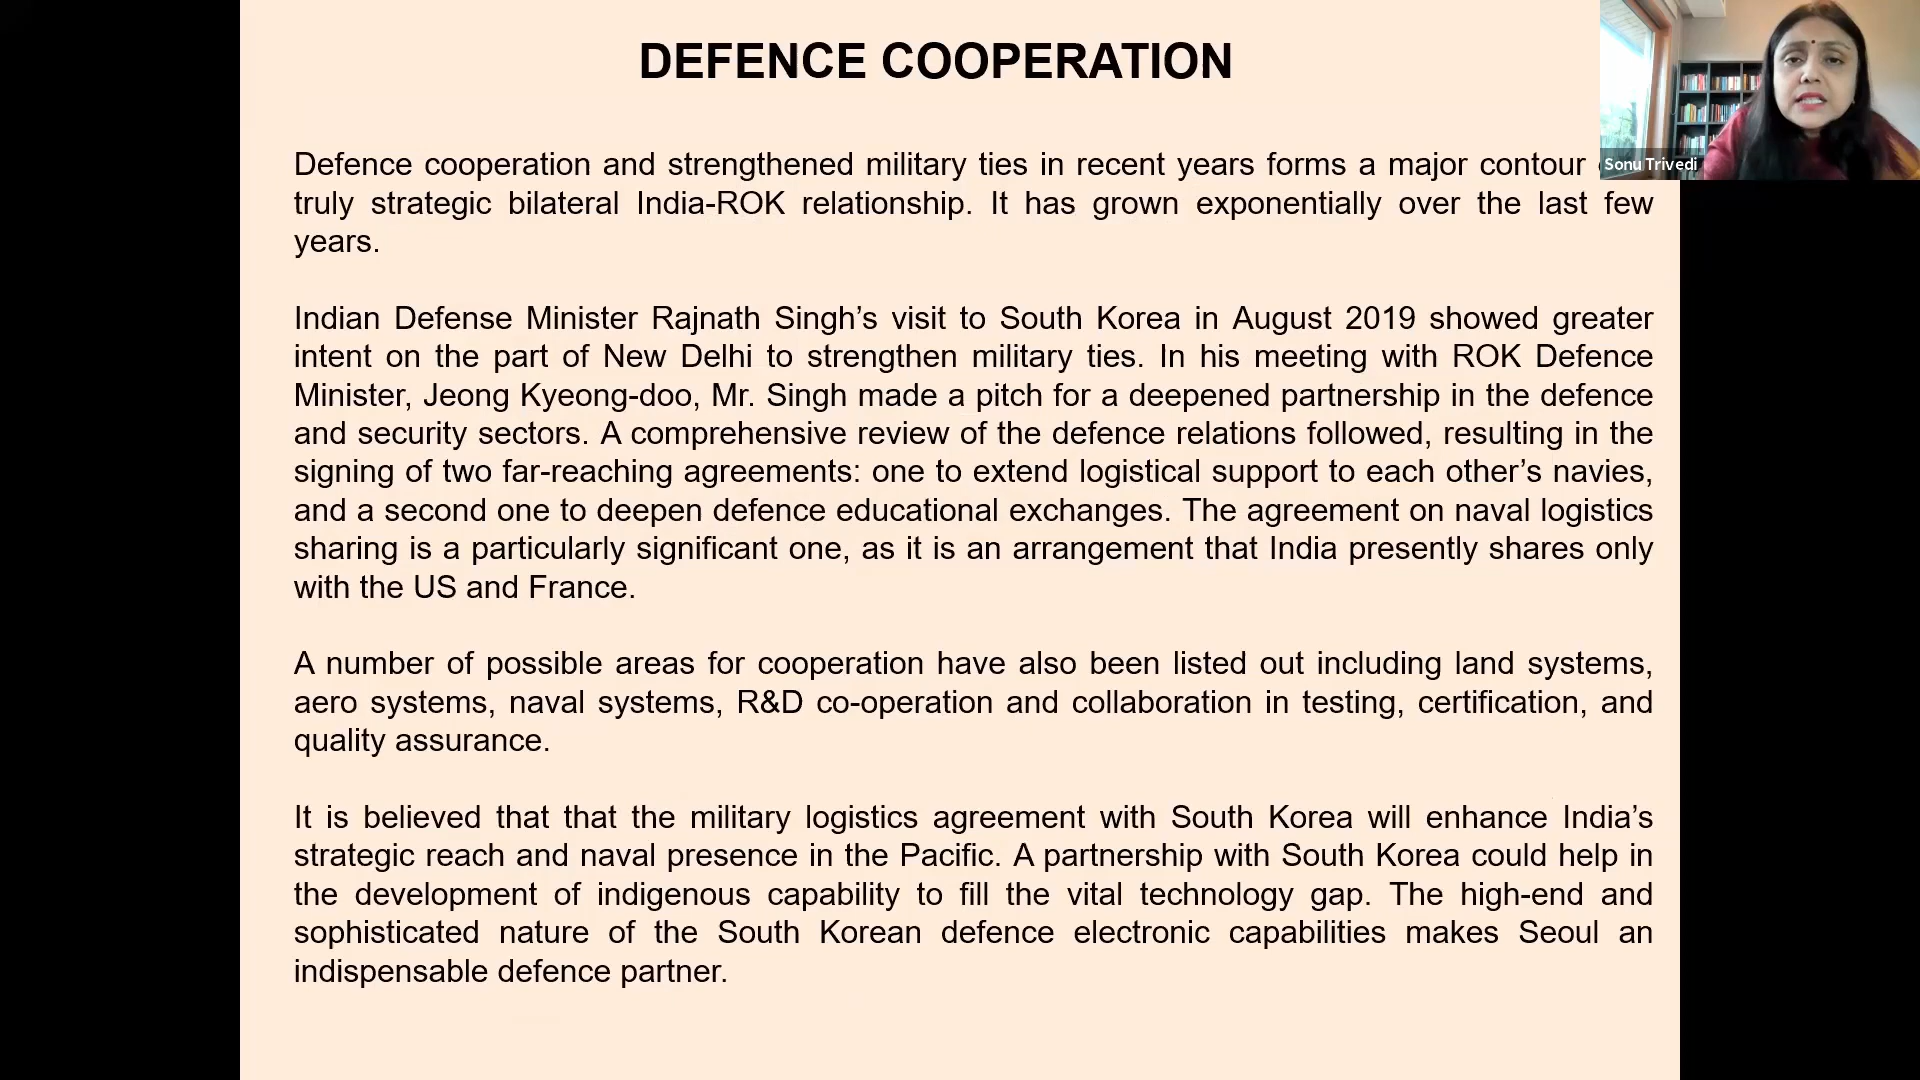 DEFENCE COOPERATION
Defence cooperation and strengthened military ties in recent years forms a major contour
truly strategic bilateral India-ROK relationship. It has grown exponentially over the last few
years.
Indian Defense Minister Rajnath Singh’s visit to South Korea in August 2019 showed greater
intent on the part of New Delhi to strengthen military ties. In his meeting with ROK Defence
Minister, Jeong Kyeong-doo, Mr. Singh made a pitch for a deepened partnership in the defence
and security sectors. A comprehensive review of the defence relations followed, resulting in the
signing of two far-reaching agreements: one to extend logistical support to each other’s navies,
and a second one to deepen defence educational exchanges. The agreement on naval logistics
sharing is a particularly significant one, as it is an arrangement that India presently shares only
with the US and France.
A number of possible areas for cooperation have also been listed out including land systems,
aero systems, naval systems, R&D co-operation and collaboration in testing, certification, and
quality assurance.
It is believed that that the military logistics agreement with South Korea will enhance India’s
strategic reach and naval presence in the Pacific. A partnership with South Korea could help in
the development of indigenous capability to fill the vital technology gap. The high-end and
sophisticated nature of the South Korean defence electronic capabilities makes Seoul an
indispensable defence partner.
Sonu Trivedi